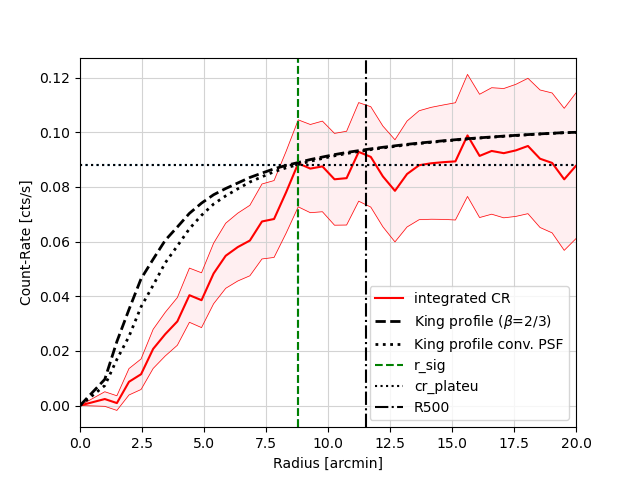 0.12
0.10
0.08
0.06
0.04
0.02
0.00
Count-Rate [cts/s]
integrated CR
King profile (β=2/3)
King profile conv. PSF
r_sig
cr_plateu
R500
0.0 2.5 5.0 7.5 10.0 12.5 15.0 17.5 20.0
Radius [arcmin]